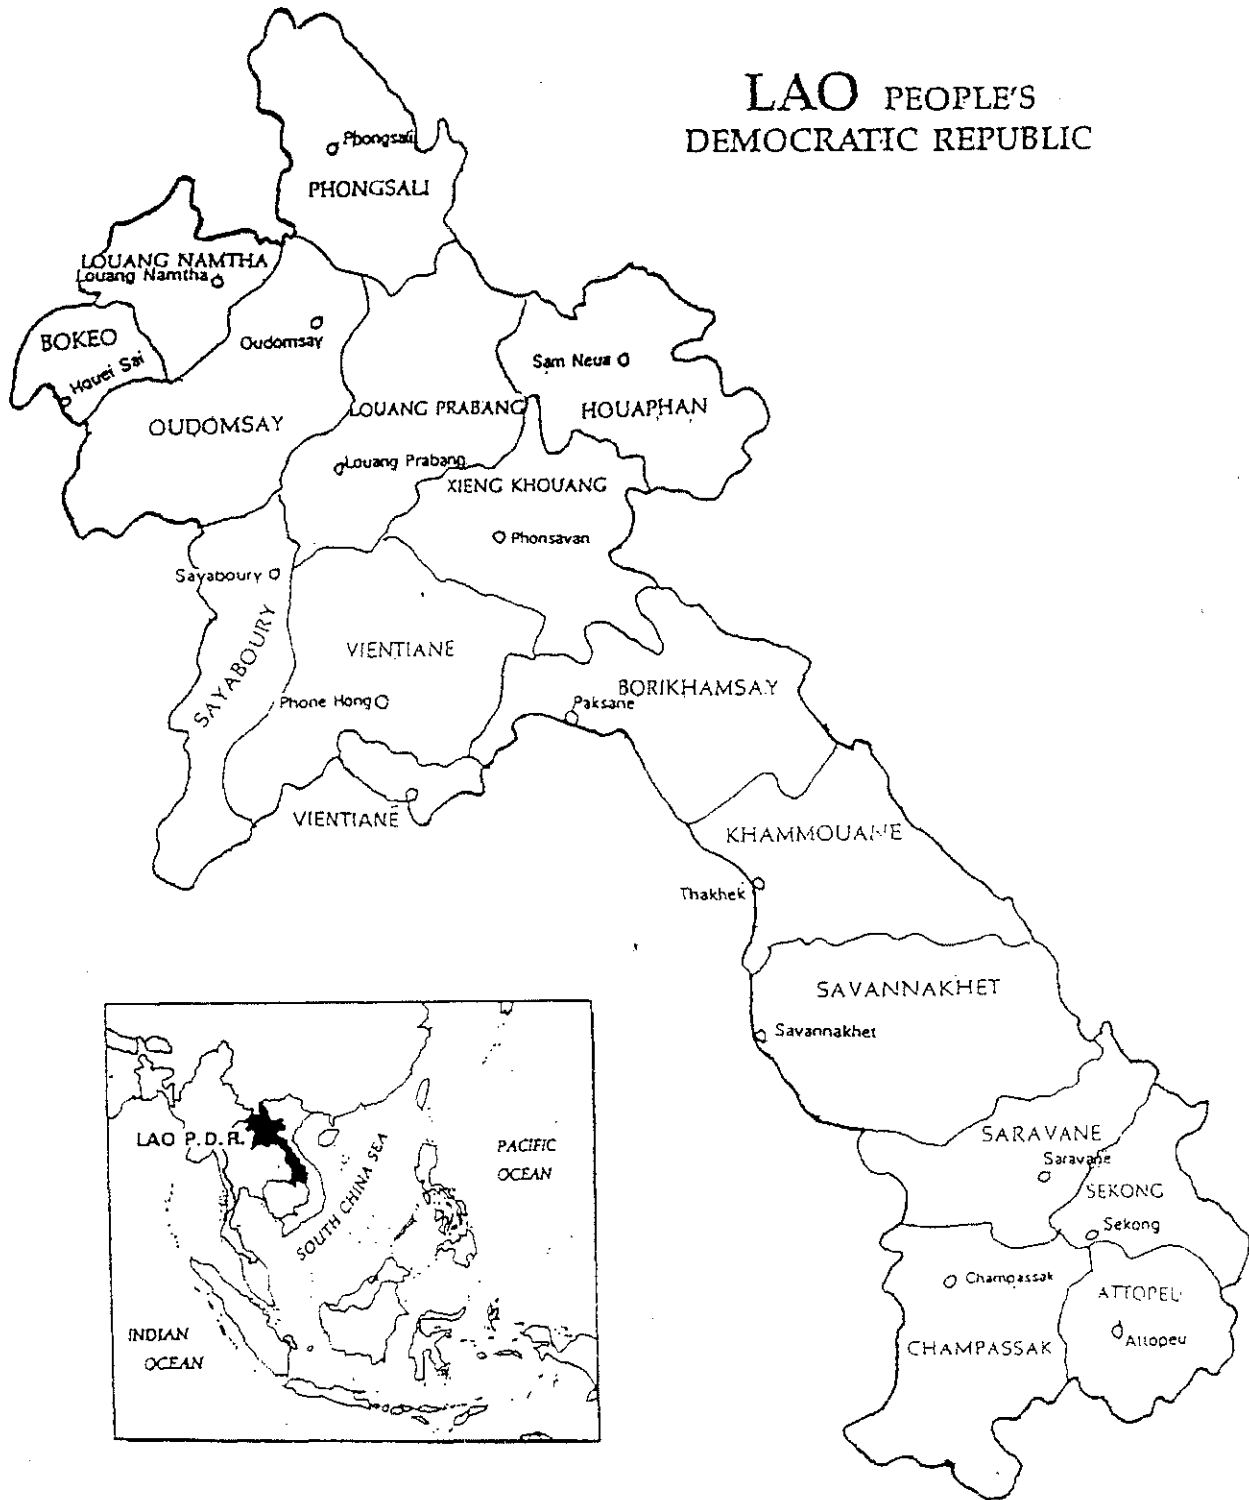 LAO PEOPLE'S
DEMOCRATIC REPUBLIC
Phongsali
PHONGSALI
LOUANG NAMTHA
Louang Namtha
BOKEO
Houei Sai
Oudomsay
OUDOMSAY
Sam Neua
LOUANG PRABANG
HOUAPHAN
Louang Prabang
XIENG KHOUANG
Phonsavan
Sayaboury
SAYABOURY
VIENTIANE
Phone Hong
BORIKHAMSAY
Paksane
VIENTIANE
KHAMMOUANE
Thakhek
SAVANNAKHET
Savannakhet
SARAVANE
Saravane
SEKONG
Sekong
Champassak
CHAMPASSAK
ATTOPEU
Attopeu
LAO P.D.R.
SOUTH CHINA SEA
PACIFIC
OCEAN
INDIAN
OCEAN